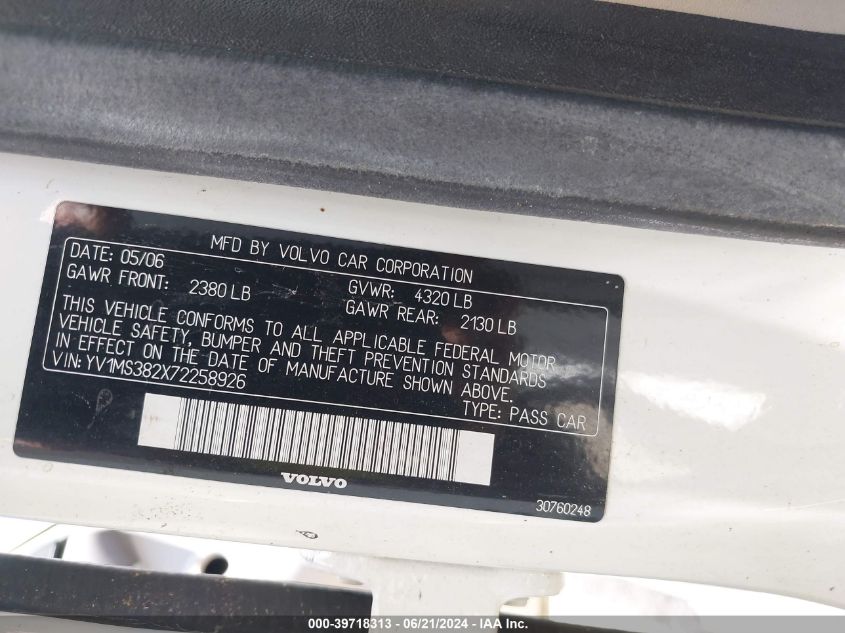 MFD BY VOLVO CAR CORPORATION
DATE: 05/06 GVWR: 4320 LB
GAWR FRONT: 2380 LB GAWR REAR: 2130 LB
THIS VEHICLE CONFORMS TO ALL APPLICABLE FEDERAL MOTOR
VEHICLE SAFETY, BUMPER AND THEFT PREVENTION STANDARDS
IN EFFECT ON THE DATE OF MANUFACTURE SHOWN ABOVE.
VIN: YV1MS382X72258926 TYPE: PASS CAR
VOLVO
30760248
000-39718313 - 06/21/2024 - IAA Inc.